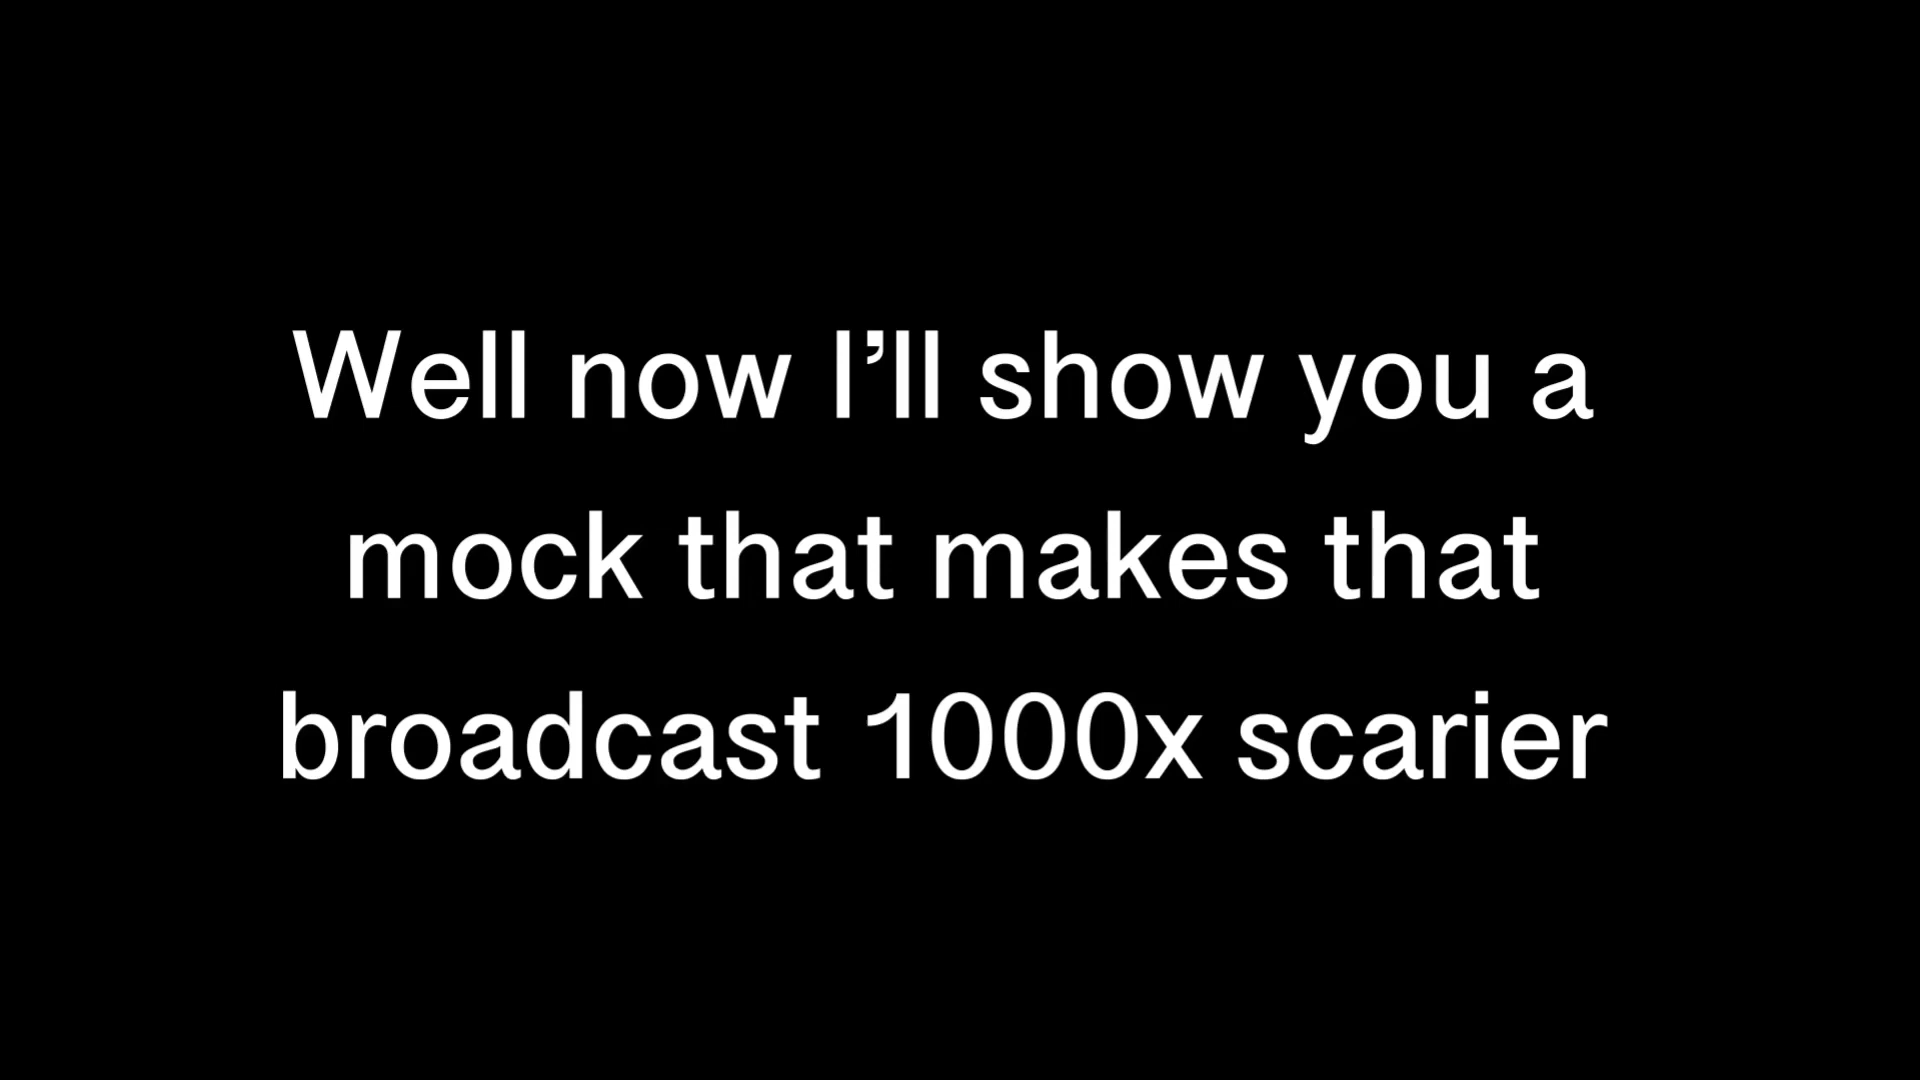 Well now I’ll show you a
mock that makes that
broadcast 1000x scarier